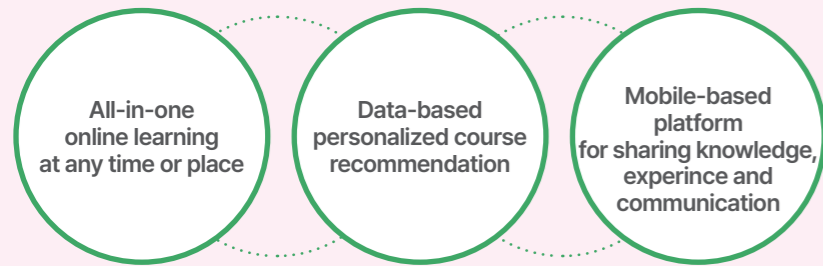 All-in-one
online learning
at any time or place
Data-based
personalized course
recommendation
Mobile-based
platform
for sharing knowledge,
experince and
communication